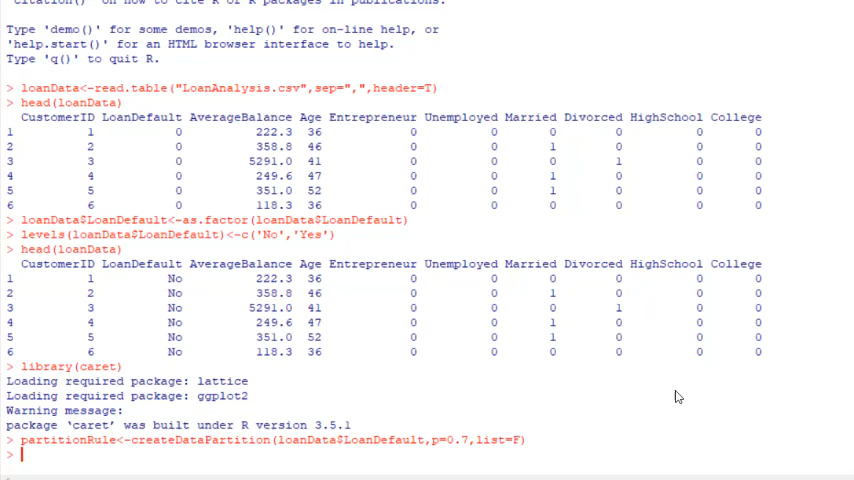 'citation()' on how to cite R or R packages in publications.
Type 'demo()' for some demos, 'help()' for on-line help, or
'help.start()' for an HTML browser interface to help.
Type 'q()' to quit R.
> loanData<-read.table("LoanAnalysis.csv",sep=",",header=T)
> head(loanData)
CustomerID LoanDefault AverageBalance Age Entrepreneur Unemployed Married Divorced HighSchool College
1 1 0 222.3 36 0 0 0 0 0 0
2 2 0 358.8 46 0 0 1 0 0 0
3 3 0 5291.0 41 0 0 0 1 0 0
4 4 0 249.6 47 0 0 1 0 0 0
5 5 0 351.0 52 0 0 1 0 0 0
6 6 0 118.3 36 0 0 0 0 0 0
> loanData$LoanDefault<-as.factor(loanData$LoanDefault)
> levels(loanData$LoanDefault)<-c('No','Yes')
> head(loanData)
CustomerID LoanDefault AverageBalance Age Entrepreneur Unemployed Married Divorced HighSchool College
1 1 No 222.3 36 0 0 0 0 0 0
2 2 No 358.8 46 0 0 1 0 0 0
3 3 No 5291.0 41 0 0 0 1 0 0
4 4 No 249.6 47 0 0 1 0 0 0
5 5 No 351.0 52 0 0 1 0 0 0
6 6 No 118.3 36 0 0 0 0 0 0
> library(caret)
Loading required package: lattice
Loading required package: ggplot2
Warning message:
package ‘caret’ was built under R version 3.5.1
> partitionRule<-createDataPartition(loanData$LoanDefault,p=0.7,list=F)
>